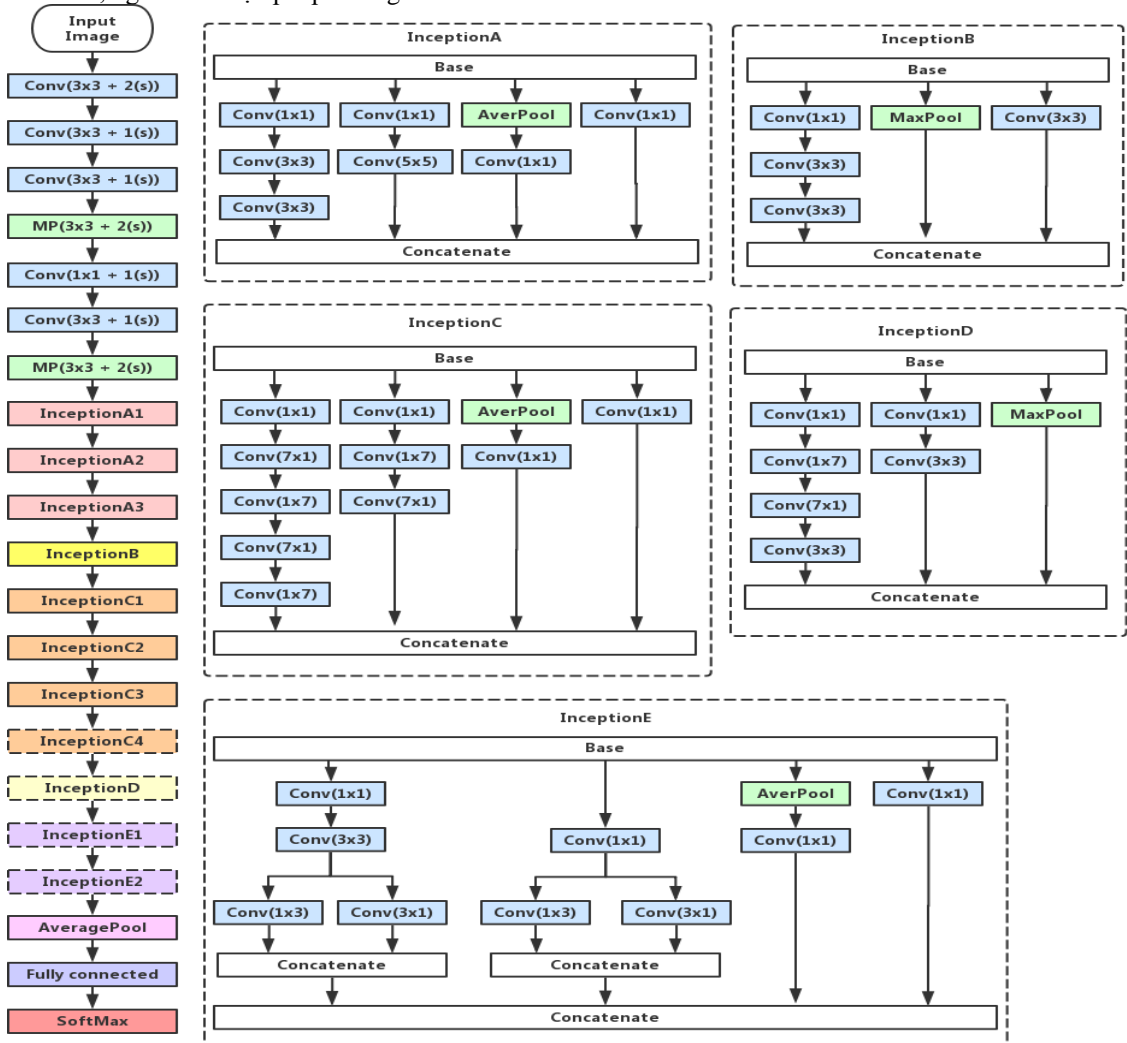 Input
Image
Conv(3x3 + 2(s))
Conv(3x3 + 1(s))
Conv(3x3 + 1(s))
MP(3x3 + 2(s))
Conv(1x1 + 1(s))
Conv(3x3 + 1(s))
MP(3x3 + 2(s))
InceptionA1
InceptionA2
InceptionA3
InceptionB
InceptionC1
InceptionC2
InceptionC3
InceptionC4
InceptionD
InceptionE1
InceptionE2
AveragePool
Fully connected
SoftMax
InceptionA
Base
Conv(1x1) Conv(1x1) AverPool Conv(1x1)
Conv(3x3) Conv(5x5) Conv(1x1)
Conv(3x3)
Concatenate
InceptionB
Base
Conv(1x1) MaxPool Conv(3x3)
Conv(3x3)
Conv(3x3)
Concatenate
InceptionC
Base
Conv(1x1) Conv(1x1) AverPool Conv(1x1)
Conv(7x1) Conv(1x7) Conv(1x1)
Conv(1x7) Conv(7x1)
Conv(7x1)
Conv(1x7)
Concatenate
InceptionD
Base
Conv(1x1) Conv(1x1) MaxPool
Conv(1x7) Conv(3x3)
Conv(7x1)
Conv(3x3)
Concatenate
InceptionE
Base
Conv(1x1) AverPool Conv(1x1)
Conv(3x3) Conv(1x1) Conv(1x1)
Conv(1x3) Conv(3x1) Conv(1x3) Conv(3x1)
Concatenate Concatenate
Concatenate